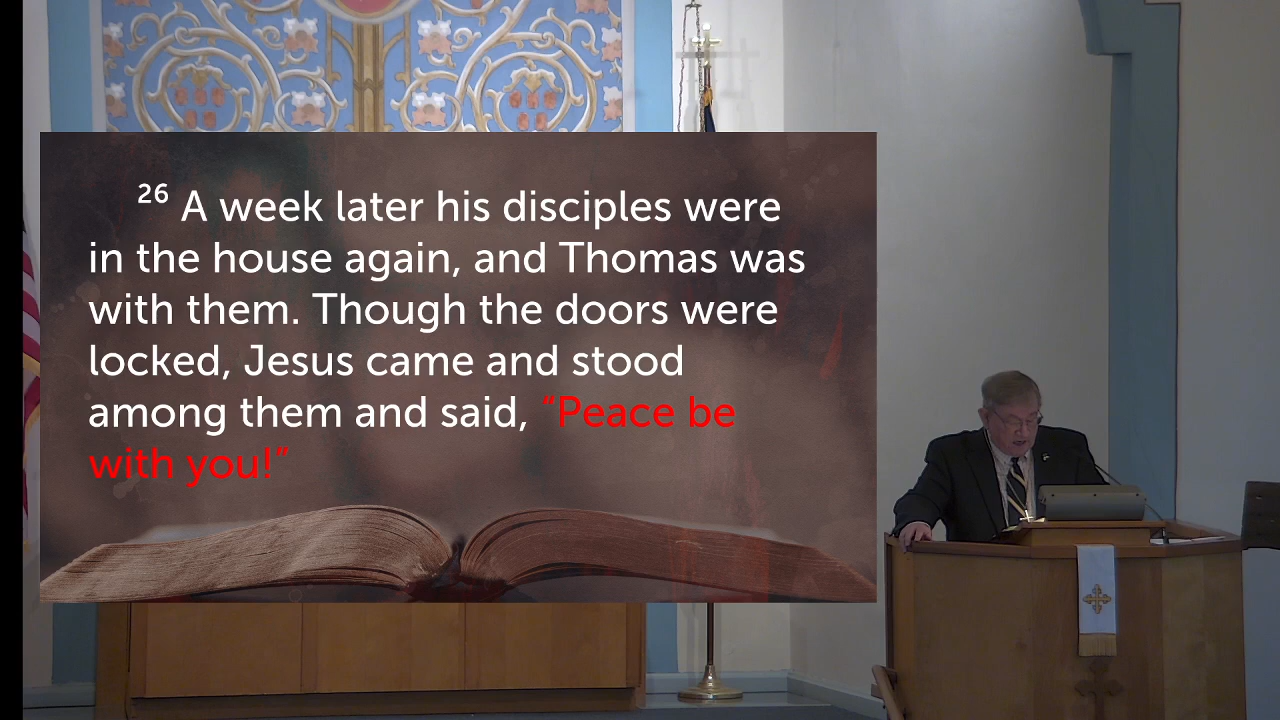 26 A week later his disciples were
in the house again, and Thomas was
with them. Though the doors were
locked, Jesus came and stood
among them and said, “Peace be
with you!”